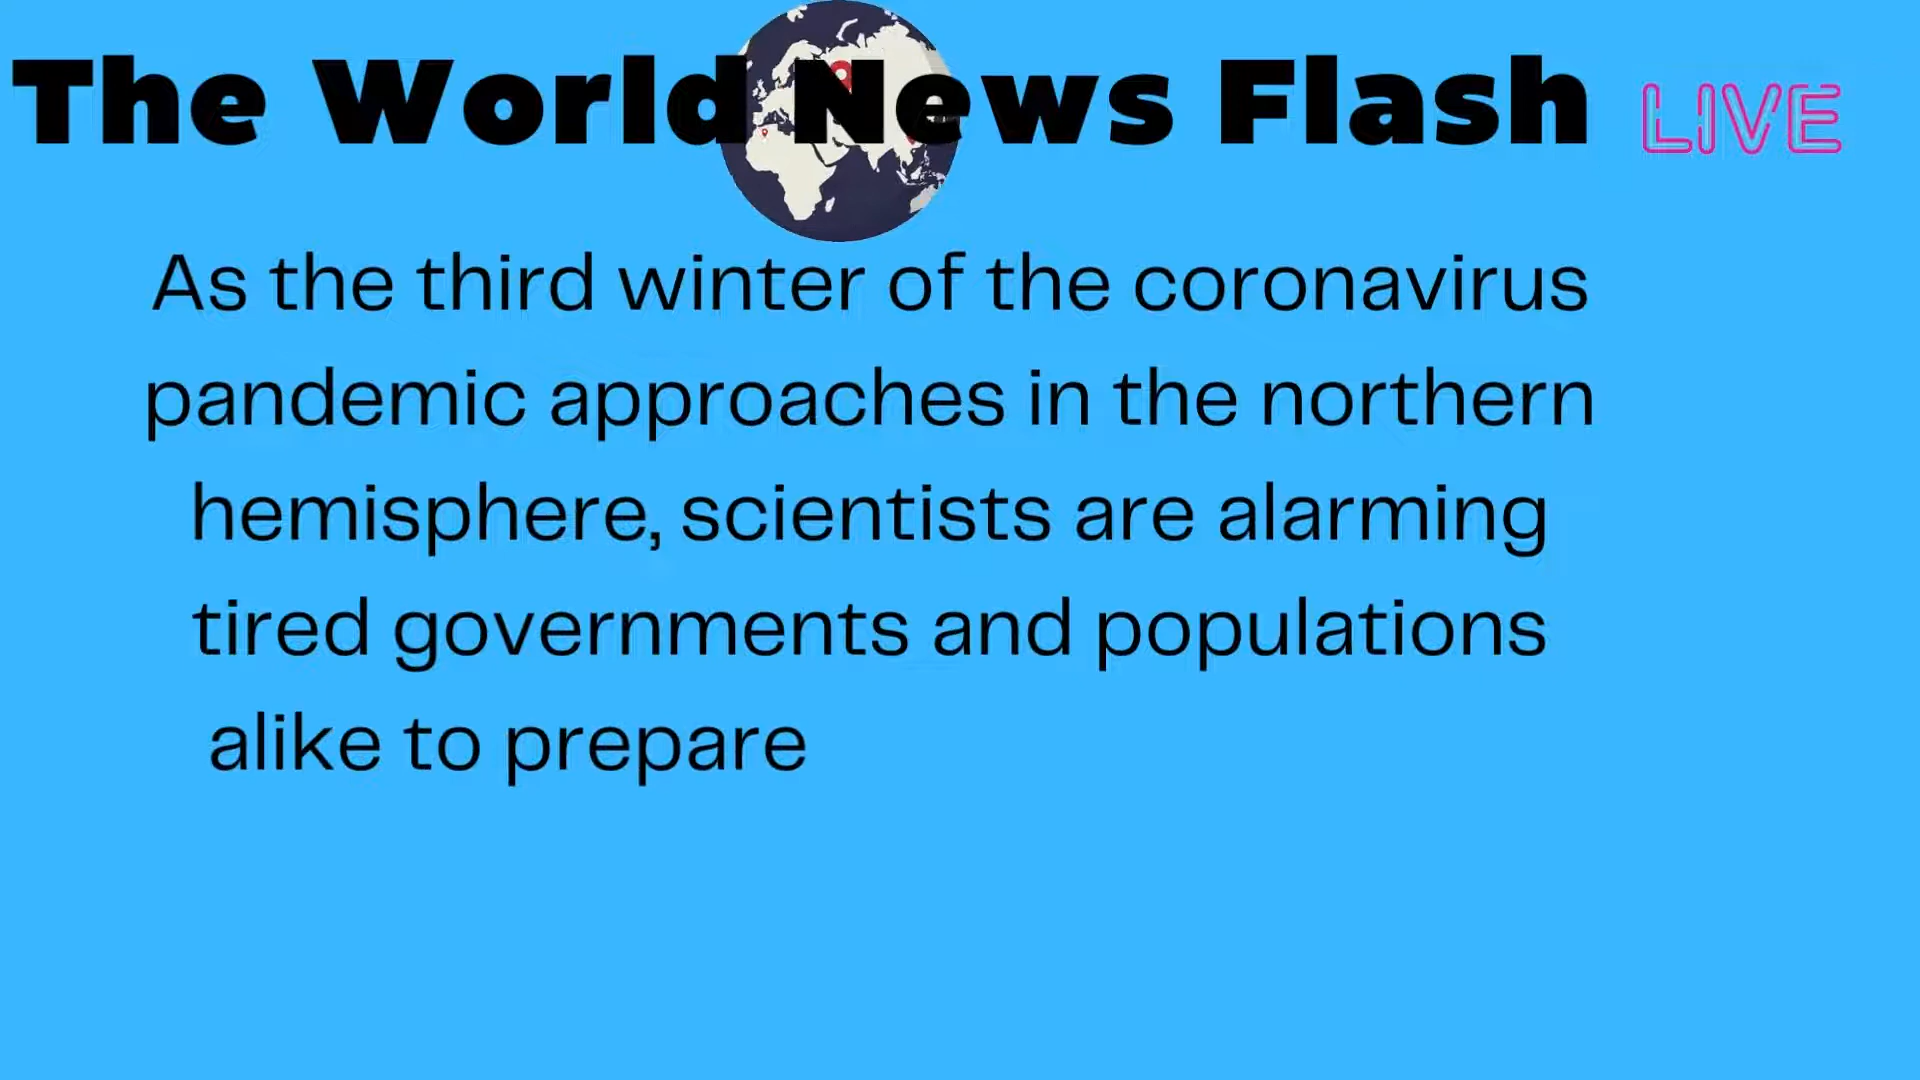 The World News Flash LIVE
As the third winter of the coronavirus
pandemic approaches in the northern
hemisphere, scientists are alarming
tired governments and populations
alike to prepare